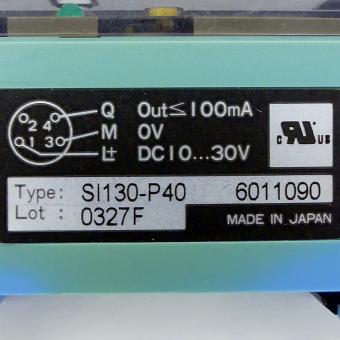 Q Out≤100mA
2 4 M 0V
1 3 L+ DC10...30V
c RU US
Type: SI130-P40 6011090
Lot: 0327F MADE IN JAPAN